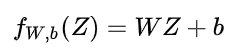 f_{W,b}(Z) = WZ + b